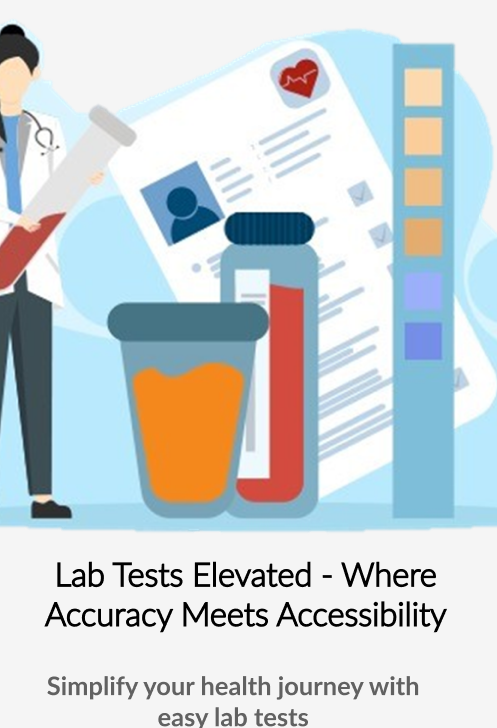 Lab Tests Elevated - Where
Accuracy Meets Accessibility
Simplify your health journey with
easy lab tests